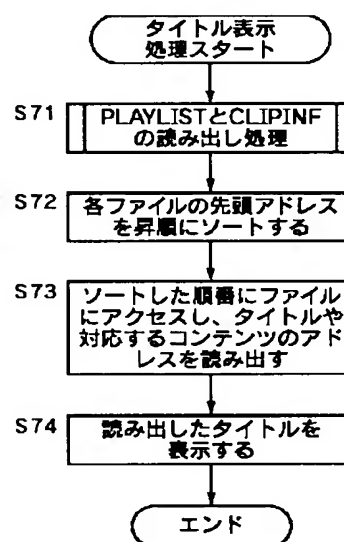 タイトル表示
処理スタート
S71
PLAYLISTとCLIPINF
の読み出し処理
S72
各ファイルの先頭アドレス
を昇順にソートする
S73
ソートした順番にファイル
にアクセスし、タイトルや
対応するコンテンツのアド
レスを読み出す
S74
読み出したタイトルを
表示する
エンド